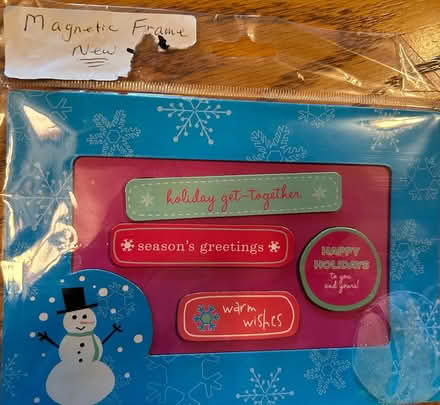 Magnetic Frame
New
holiday get-together
season's greetings
HAPPY
HOLIDAYS
to you
and yours!
warm
wishes